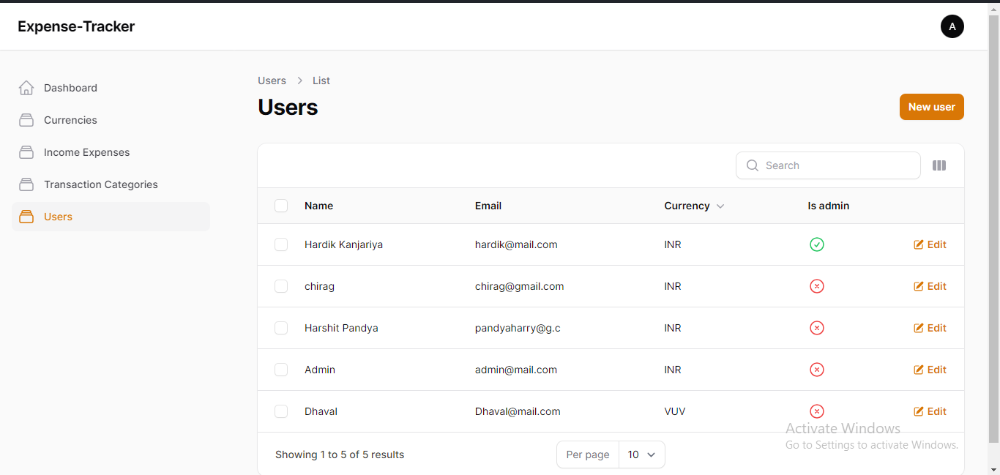 Expense-Tracker
A
Dashboard
Currencies
Income Expenses
Transaction Categories
Users
Users > List
Users
New user
Search
Name Email Currency Is admin
Hardik Kanjariya hardik@mail.com INR Edit
chirag chirag@gmail.com INR Edit
Harshit Pandya pandyaharry@g.c INR Edit
Admin admin@mail.com INR Edit
Dhaval Dhaval@mail.com VUV Edit
Showing 1 to 5 of 5 results Per page 10
Activate Windows
Go to Settings to activate Windows.